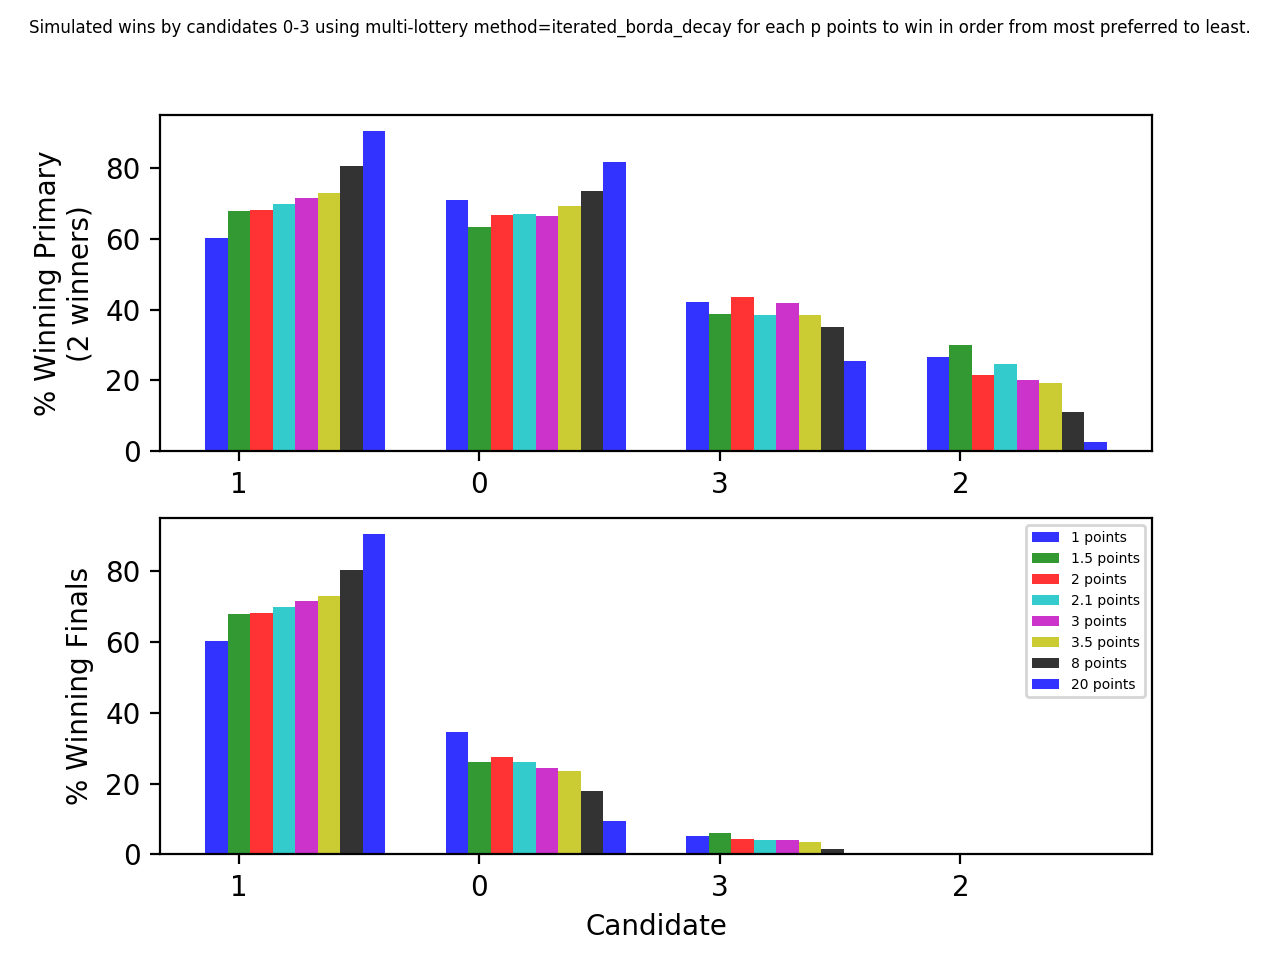 Simulated wins by candidates 0-3 using multi-lottery method=iterated_borda_decay for each p points to win in order from most preferred to least.
% Winning Primary
(2 winners)
80
60
40
20
0
1
0
3
2
% Winning Finals
80
60
40
20
0
1 points
1.5 points
2 points
2.1 points
3 points
3.5 points
8 points
20 points
1
0
3
2
Candidate